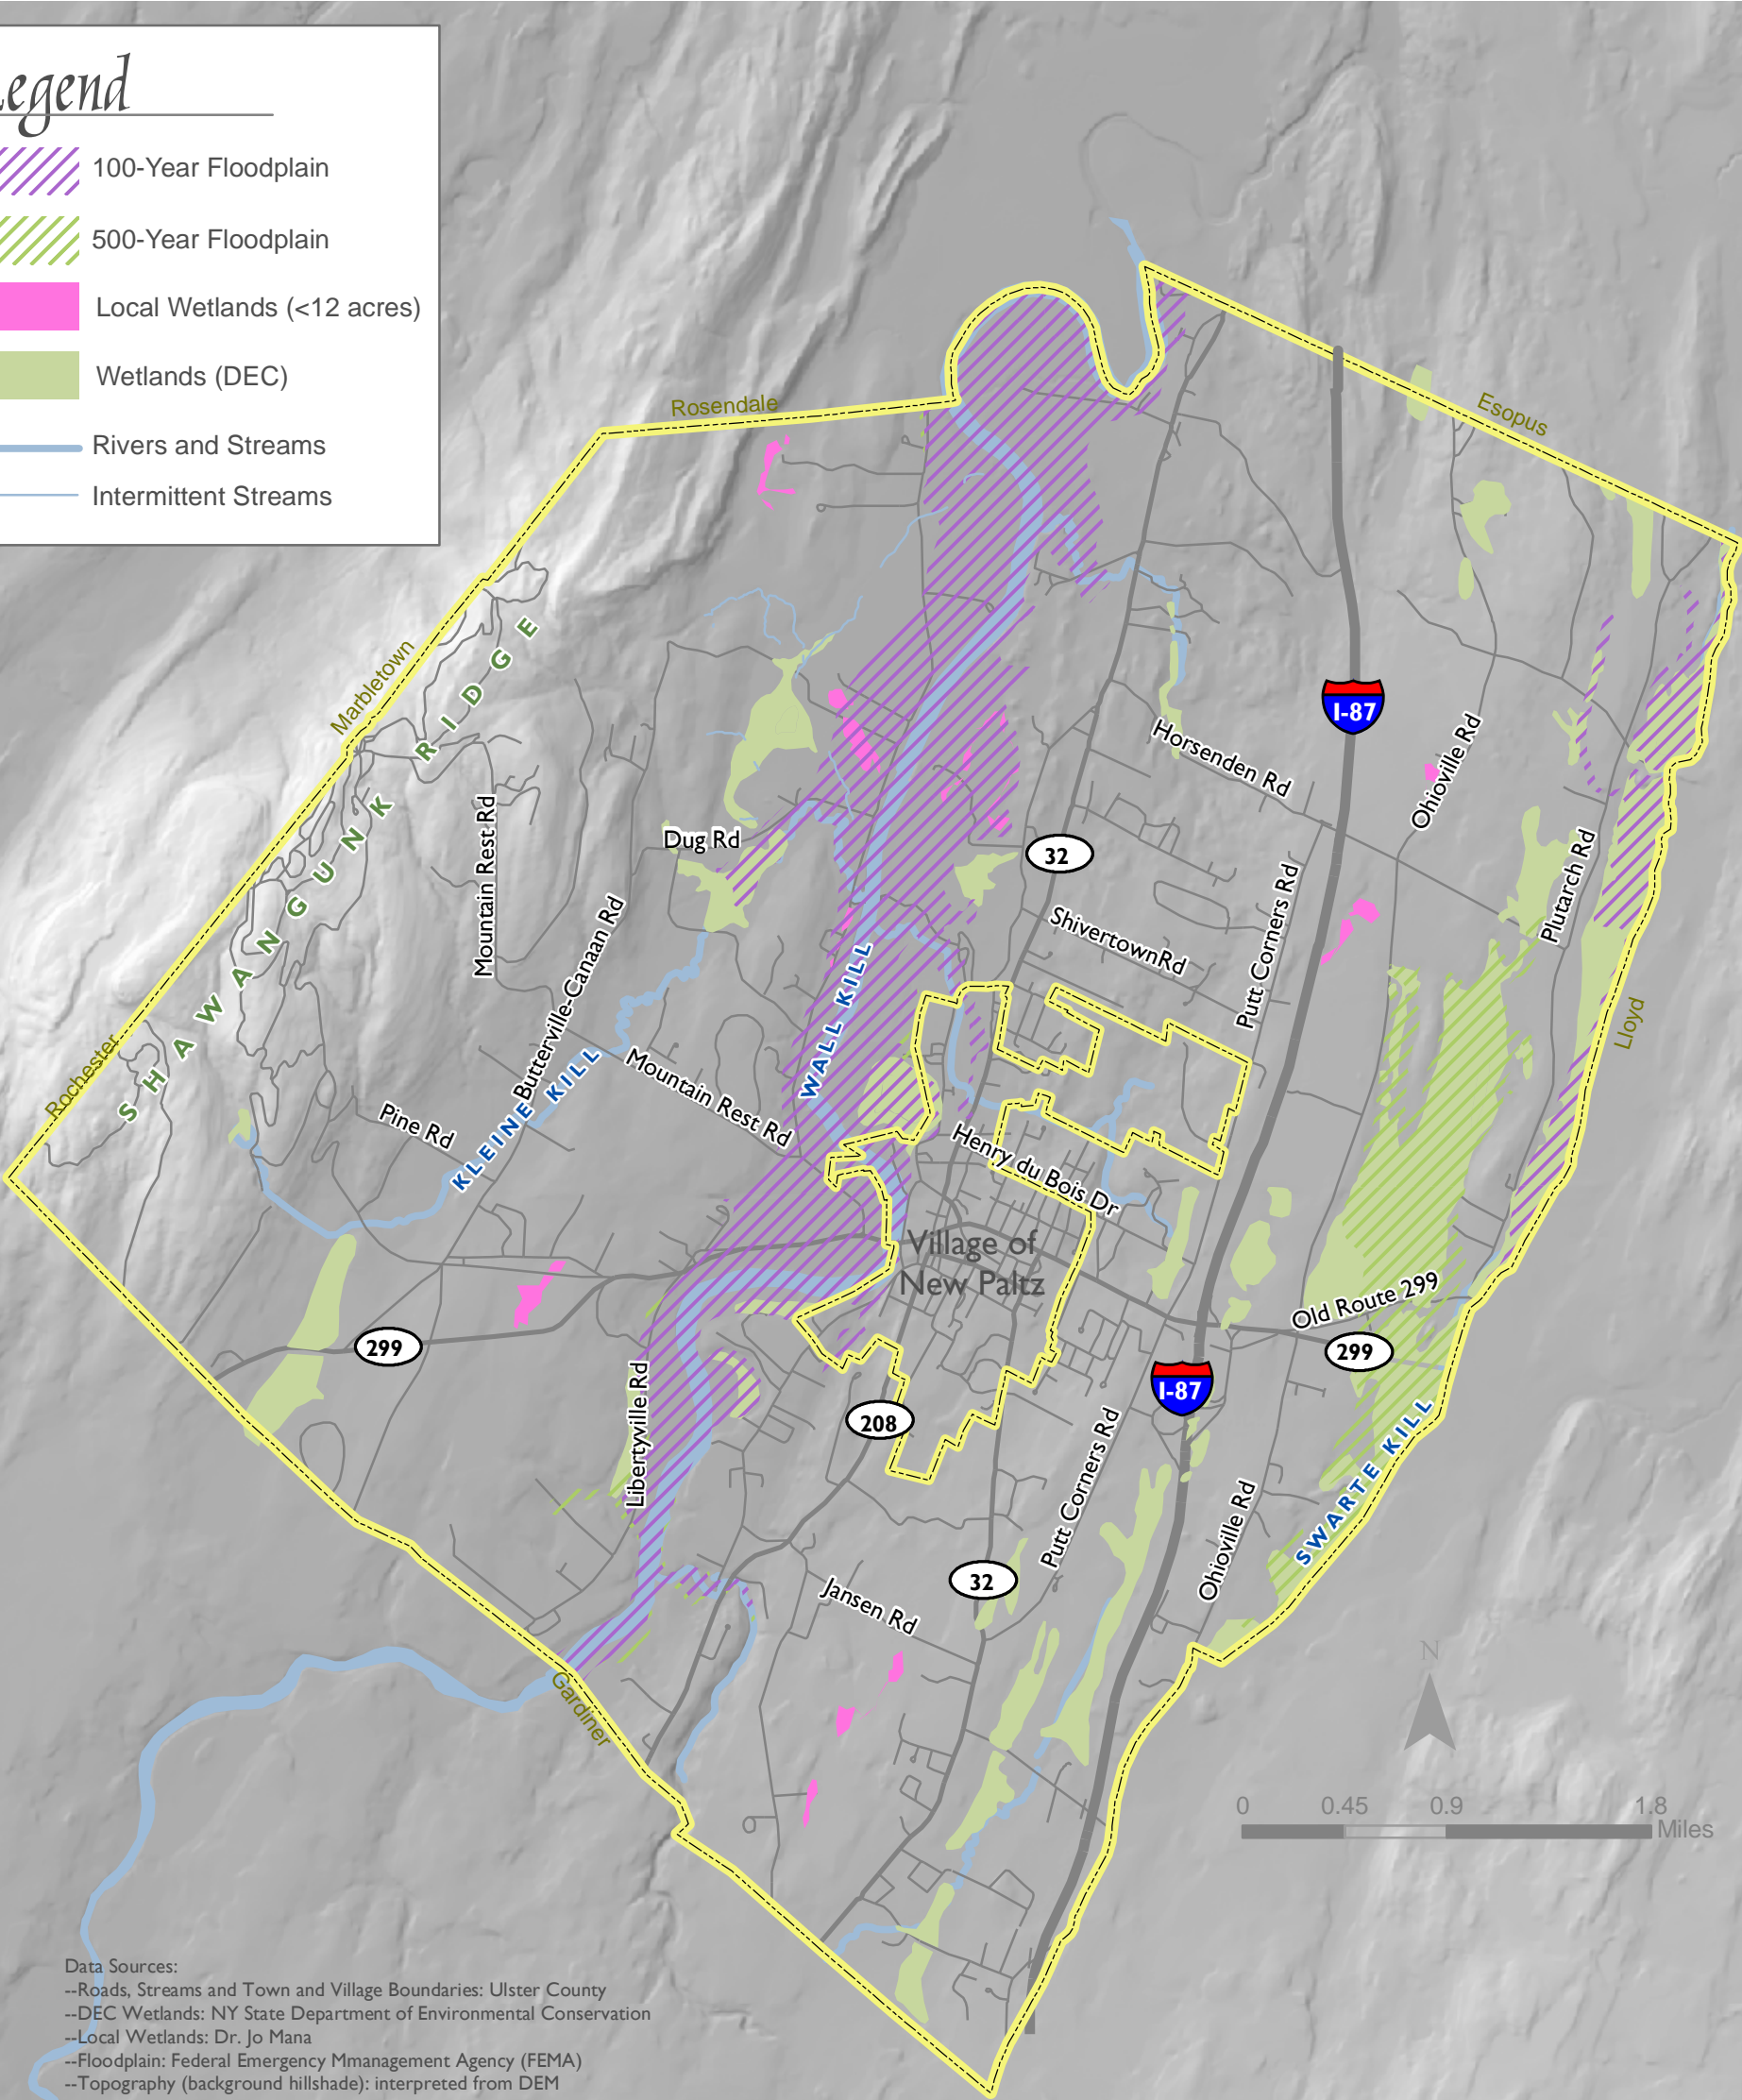 Legend
100-Year Floodplain
500-Year Floodplain
Local Wetlands (<12 acres)
Wetlands (DEC)
Rivers and Streams
Intermittent Streams
Rosendale
Esopus
Marbletown
SHAWANGUNK RIDGE
I-87
Horsenden Rd
Ohioville Rd
Mountain Rest Rd
Dug Rd
32
Plutarch Rd
Butterville-Canaan Rd
ShivertownRd
Putt Corners Rd
WALL KILL
Lloyd
Rochester
Pine Rd
KLEINE KILL
Mountain Rest Rd
Henry du Bois Dr
Village of
New Paltz
Old Route 299
299
299
I-87
Libertyville Rd
208
SWARTE KILL
Putt Corners Rd
Ohioville Rd
32
Jansen Rd
Gardiner
N
0 0.45 0.9 1.8
Miles
Data Sources:
--Roads, Streams and Town and Village Boundaries: Ulster County
--DEC Wetlands: NY State Department of Environmental Conservation
--Local Wetlands: Dr. Jo Mana
--Floodplain: Federal Emergency Mmanagement Agency (FEMA)
--Topography (background hillshade): interpreted from DEM